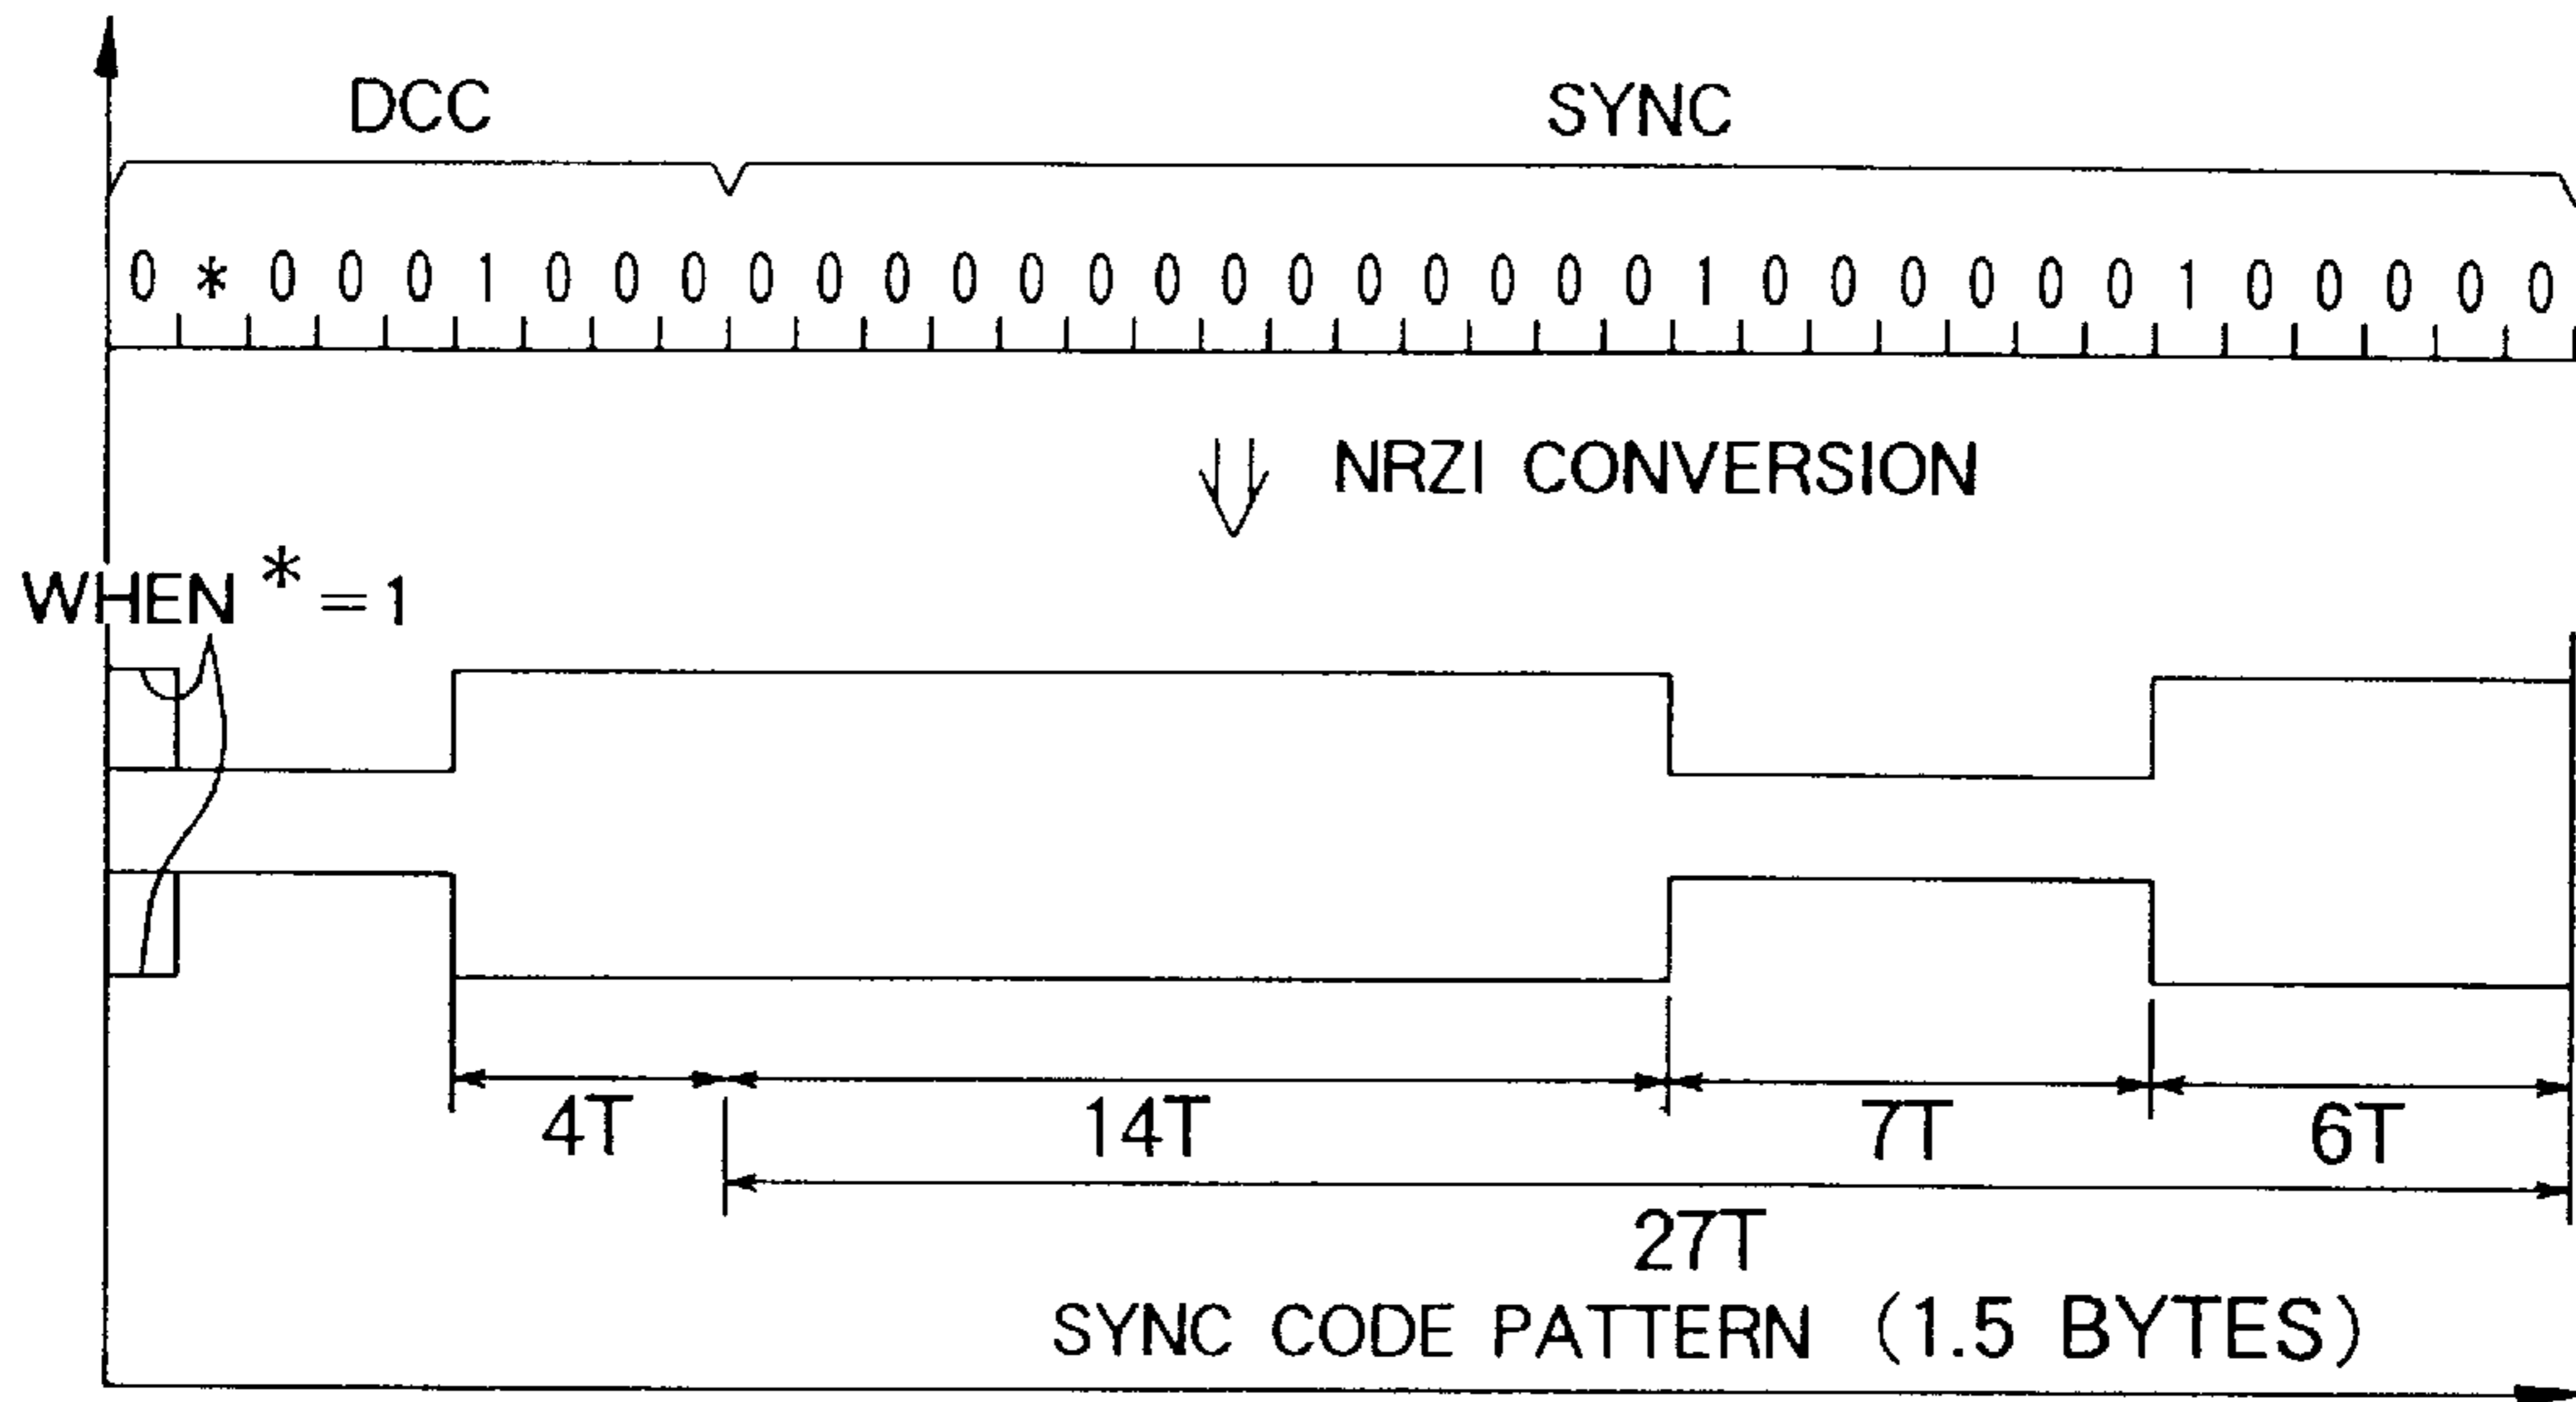 DCC SYNC
0 * 0 0 0 1 0 0 0 0 0 0 0 0 0 0 0 0 0 0 0 0 0 1 0 0 0 0 0 0 1 0 0 0 0 0
NRZI CONVERSION
WHEN * = 1
4T 14T 7T 6T
27T
SYNC CODE PATTERN (1.5 BYTES)